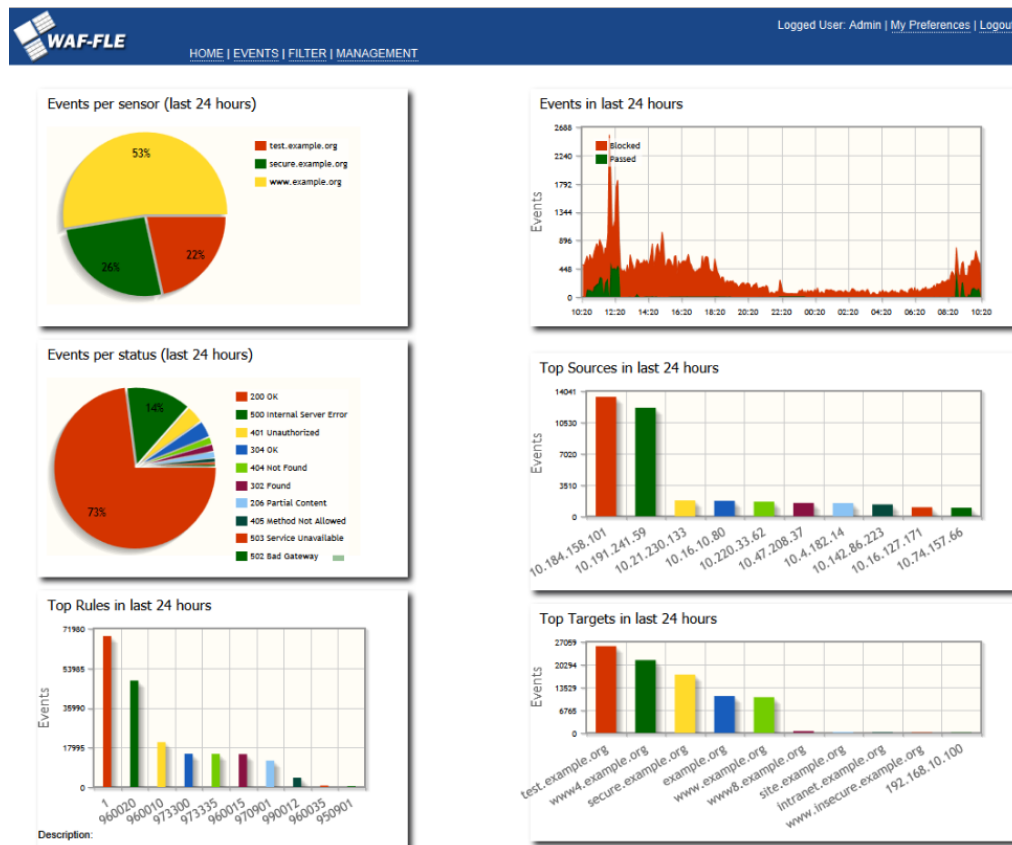 WAF-FLE
Logged User: Admin | My Preferences | Logout
HOME | EVENTS | FILTER | MANAGEMENT
Events per sensor (last 24 hours)
53%
26%
22%
test.example.org
secure.example.org
www.example.org
Events in last 24 hours
2688
2240
1792
1344
896
448
0
Events
Blocked
Passed
10:20 12:20 14:20 16:20 18:20 20:20 22:20 00:20 02:20 04:20 06:20 08:20 10:20
Events per status (last 24 hours)
14%
73%
200 OK
500 Internal Server Error
401 Unauthorized
304 OK
404 Not Found
302 Found
206 Partial Content
405 Method Not Allowed
503 Service Unavailable
502 Bad Gateway
Top Sources in last 24 hours
14041
10530
7020
3510
0
Events
10.184.158.101 10.191.241.59 10.21.230.133 10.16.10.80 10.220.33.62 10.47.208.37 10.4.182.14 10.142.86.223 10.16.127.171 10.74.157.66
Top Rules in last 24 hours
71980
53985
35990
17995
0
Events
1 960020 960010 973300 973335 960015 970901 990012 960035 950901
Description:
Top Targets in last 24 hours
27059
20294
13529
6765
0
Events
test.example.org www4.example.org secure.example.org example.org www.example.org www8.example.org site.example.org intranet.example.org www.insecure.example.org 192.168.10.100